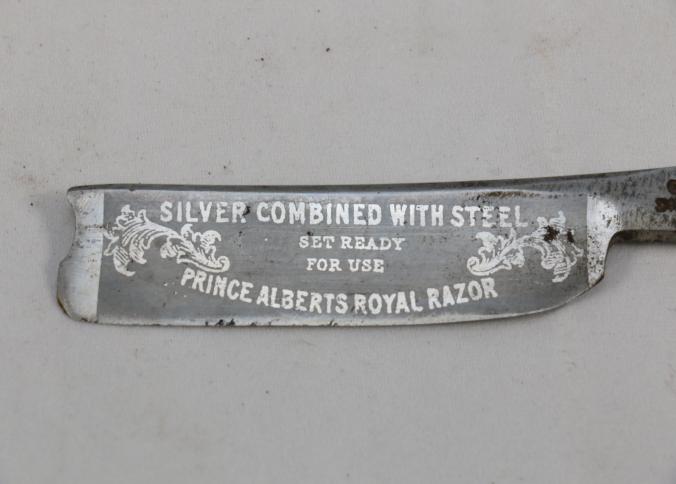 SILVER COMBINED WITH STEEL
SET READY
FOR USE
PRINCE ALBERTS ROYAL RAZOR